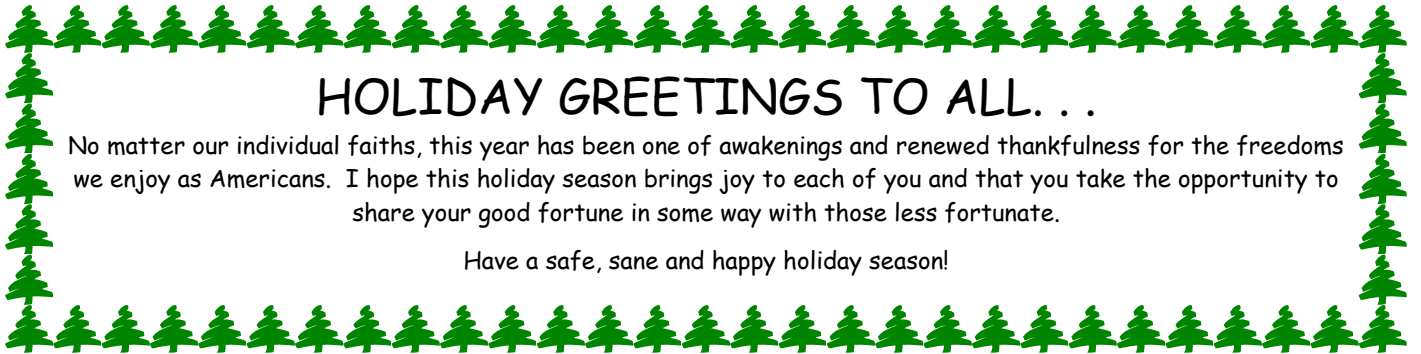 HOLIDAY GREETINGS TO ALL. . .
No matter our individual faiths, this year has been one of awakenings and renewed thankfulness for the freedoms
we enjoy as Americans.  I hope this holiday season brings joy to each of you and that you take the opportunity to
share your good fortune in some way with those less fortunate.
Have a safe, sane and happy holiday season!